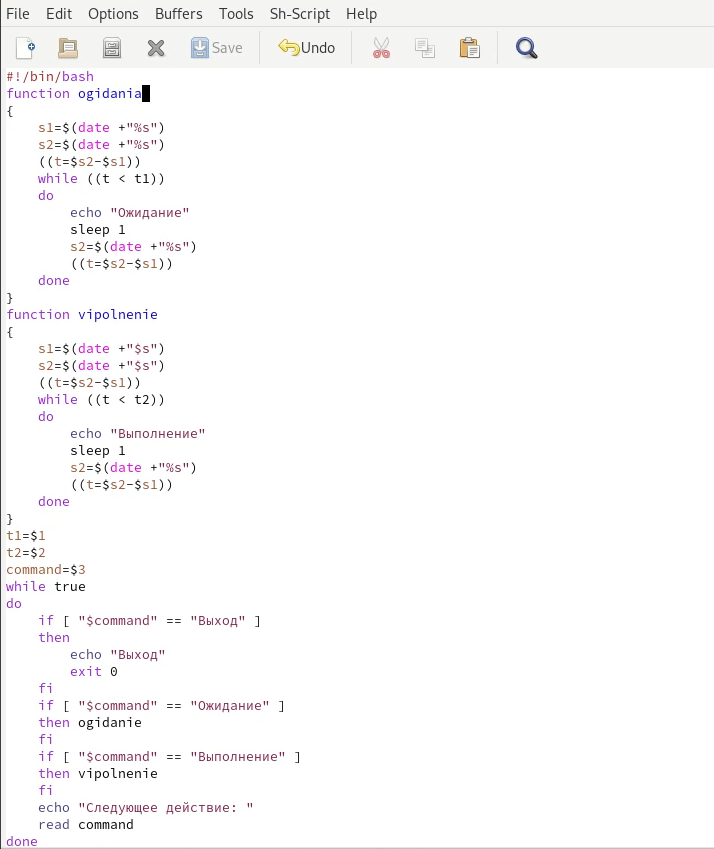 File Edit Options Buffers Tools Sh-Script Help
Save Undo
#!/bin/bash
function ogidania
{
    s1=$(date +"%s")
    s2=$(date +"%s")
    ((t=$s2-$s1))
    while ((t < t1))
    do
        echo "Ожидание"
        sleep 1
        s2=$(date +"%s")
        ((t=$s2-$s1))
    done
}
function vipolnenie
{
    s1=$(date +"$s")
    s2=$(date +"$s")
    ((t=$s2-$s1))
    while ((t < t2))
    do
        echo "Выполнение"
        sleep 1
        s2=$(date +"%s")
        ((t=$s2-$s1))
    done
}
t1=$1
t2=$2
command=$3
while true
do
    if [ "$command" == "Выход" ]
    then
        echo "Выход"
        exit 0
    fi
    if [ "$command" == "Ожидание" ]
    then ogidanie
    fi
    if [ "$command" == "Выполнение" ]
    then vipolnenie
    fi
    echo "Следующее действие: "
    read command
done